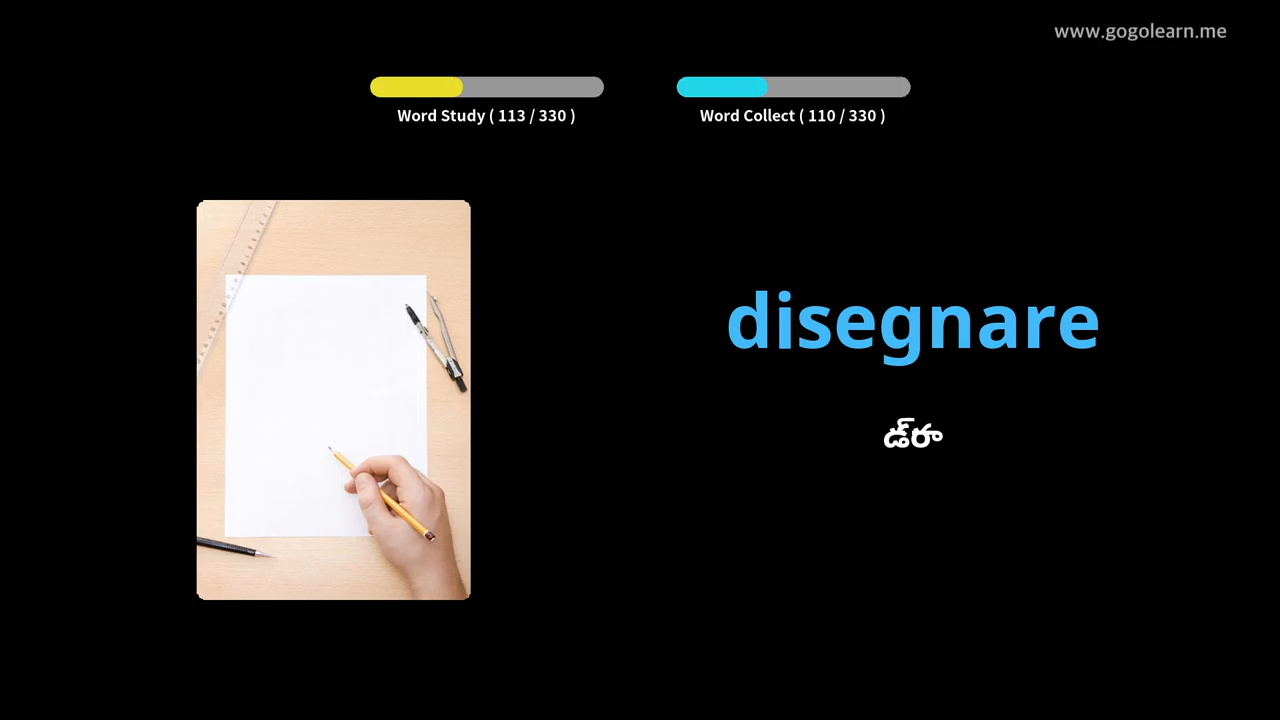 www.gogolearn.me
Word Study ( 113 / 330 )
Word Collect ( 110 / 330 )
disegnare
డ్‌రా